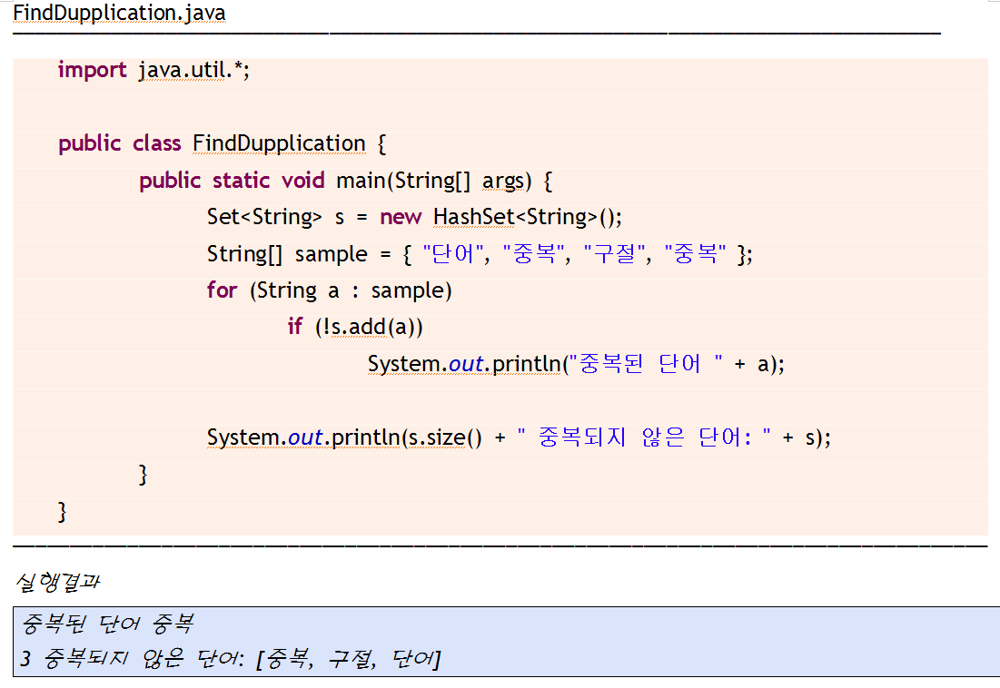 FindDupplication.java
import java.util.*;
public class FindDupplication {
public static void main(String[] args) {
Set<String> s = new HashSet<String>();
String[] sample = { "단어", "중복", "구절", "중복" };
for (String a : sample)
if (!s.add(a))
System.out.println("중복된 단어 " + a);
System.out.println(s.size() + " 중복되지 않은 단어: " + s);
}
}
실행결과
중복된 단어 중복
3 중복되지 않은 단어: [중복, 구절, 단어]